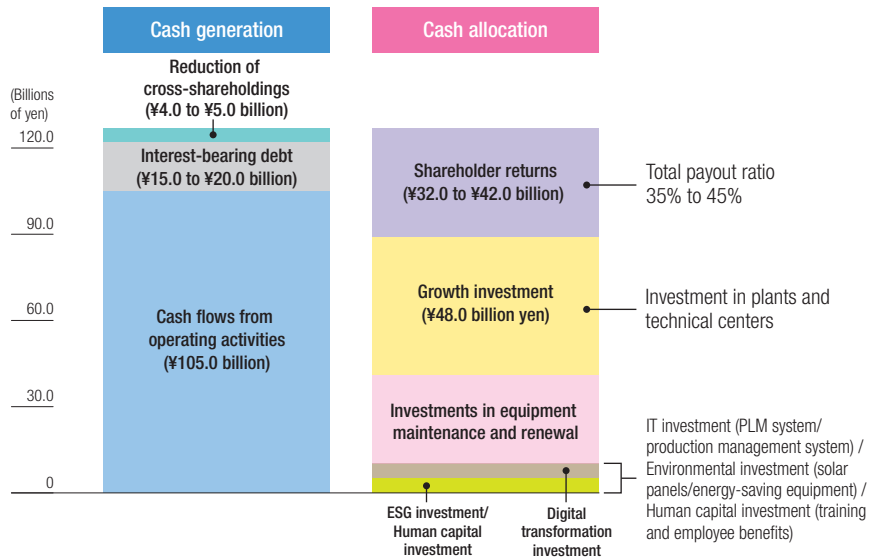 Cash generation
Cash allocation
Reduction of
cross-shareholdings
(¥4.0 to ¥5.0 billion)
(Billions
of yen)
120.0
90.0
60.0
30.0
0
Interest-bearing debt
(¥15.0 to ¥20.0 billion)
Cash flows from
operating activities
(¥105.0 billion)
Shareholder returns
(¥32.0 to ¥42.0 billion)
Total payout ratio
35% to 45%
Growth investment
(¥48.0 billion yen)
Investment in plants and
technical centers
Investments in equipment
maintenance and renewal
IT investment (PLM system/
production management system) /
Environmental investment (solar
panels/energy-saving equipment) /
Human capital investment (training
and employee benefits)
ESG investment/
Human capital
investment
Digital
transformation
investment